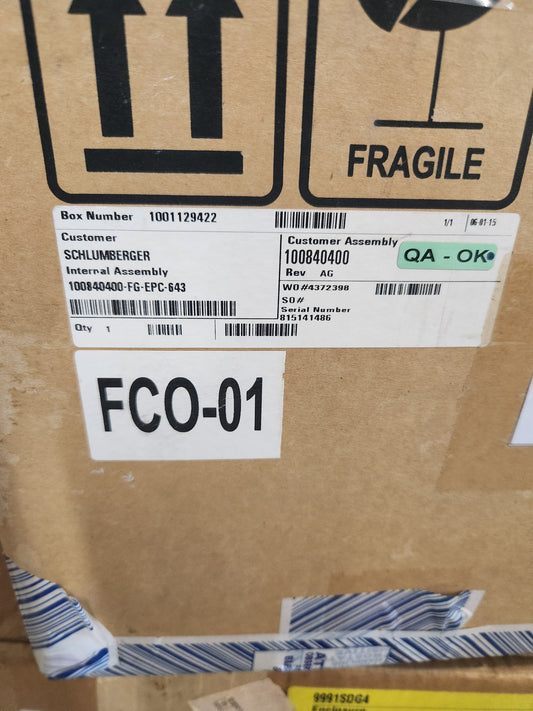 FRAGILE
Box Number 1001129422
1/1 06-01-15
Customer
SCHLUMBERGER
Internal Assembly
100840400-FG-EPC-643
Qty 1
Customer Assembly
100840400
Rev AG
QA - OK
WO#4372398
SO#
Serial Number
815141486
FCO-01
9991SDG4